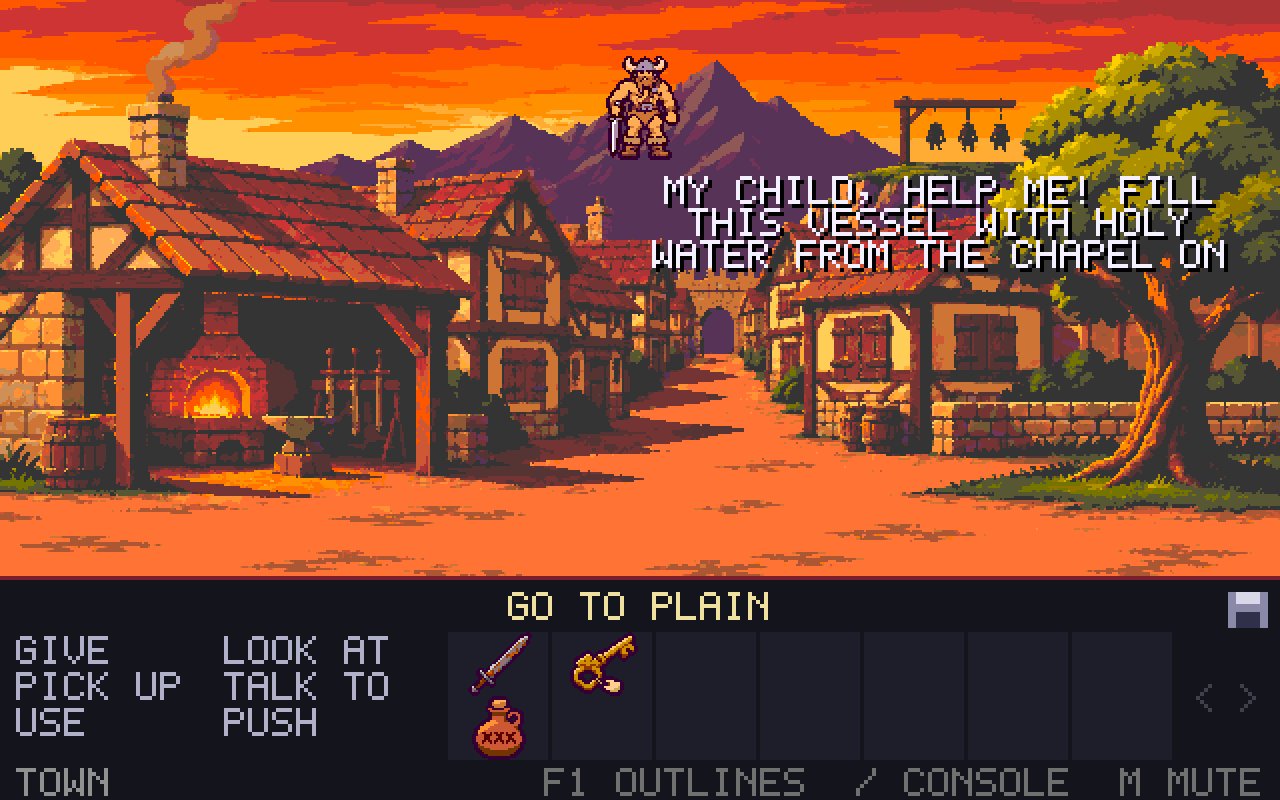 MY CHILD, HELP ME! FILL
THIS VESSEL WITH HOLY
WATER FROM THE CHAPEL ON
GO TO PLAIN
GIVE LOOK AT
PICK UP TALK TO
USE PUSH
XXX
TOWN F1 OUTLINES / CONSOLE M MUTE